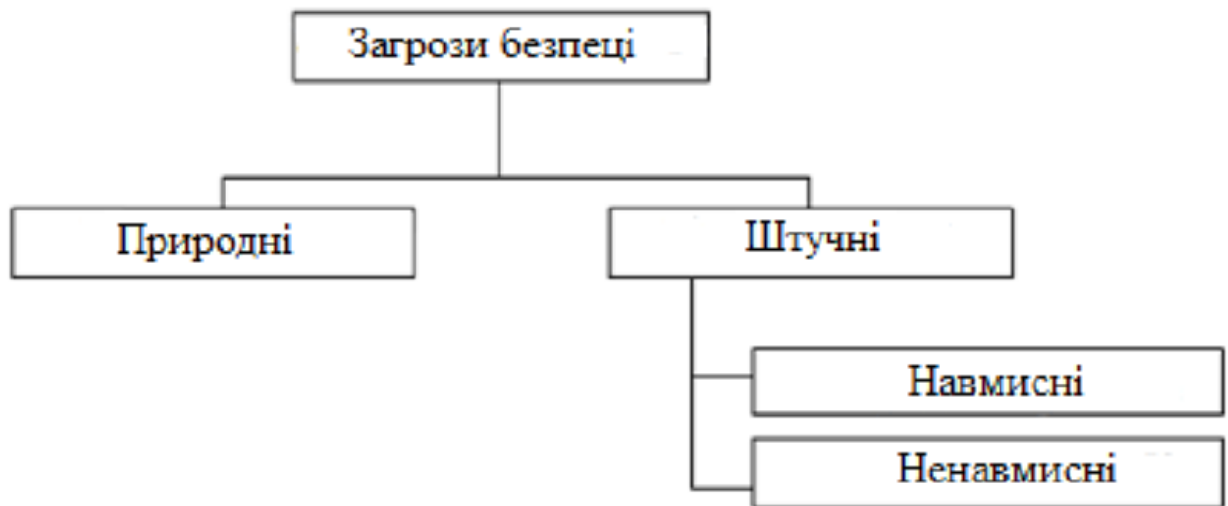 Загрози безпеці
Природні
Штучні
Навмисні
Ненавмисні